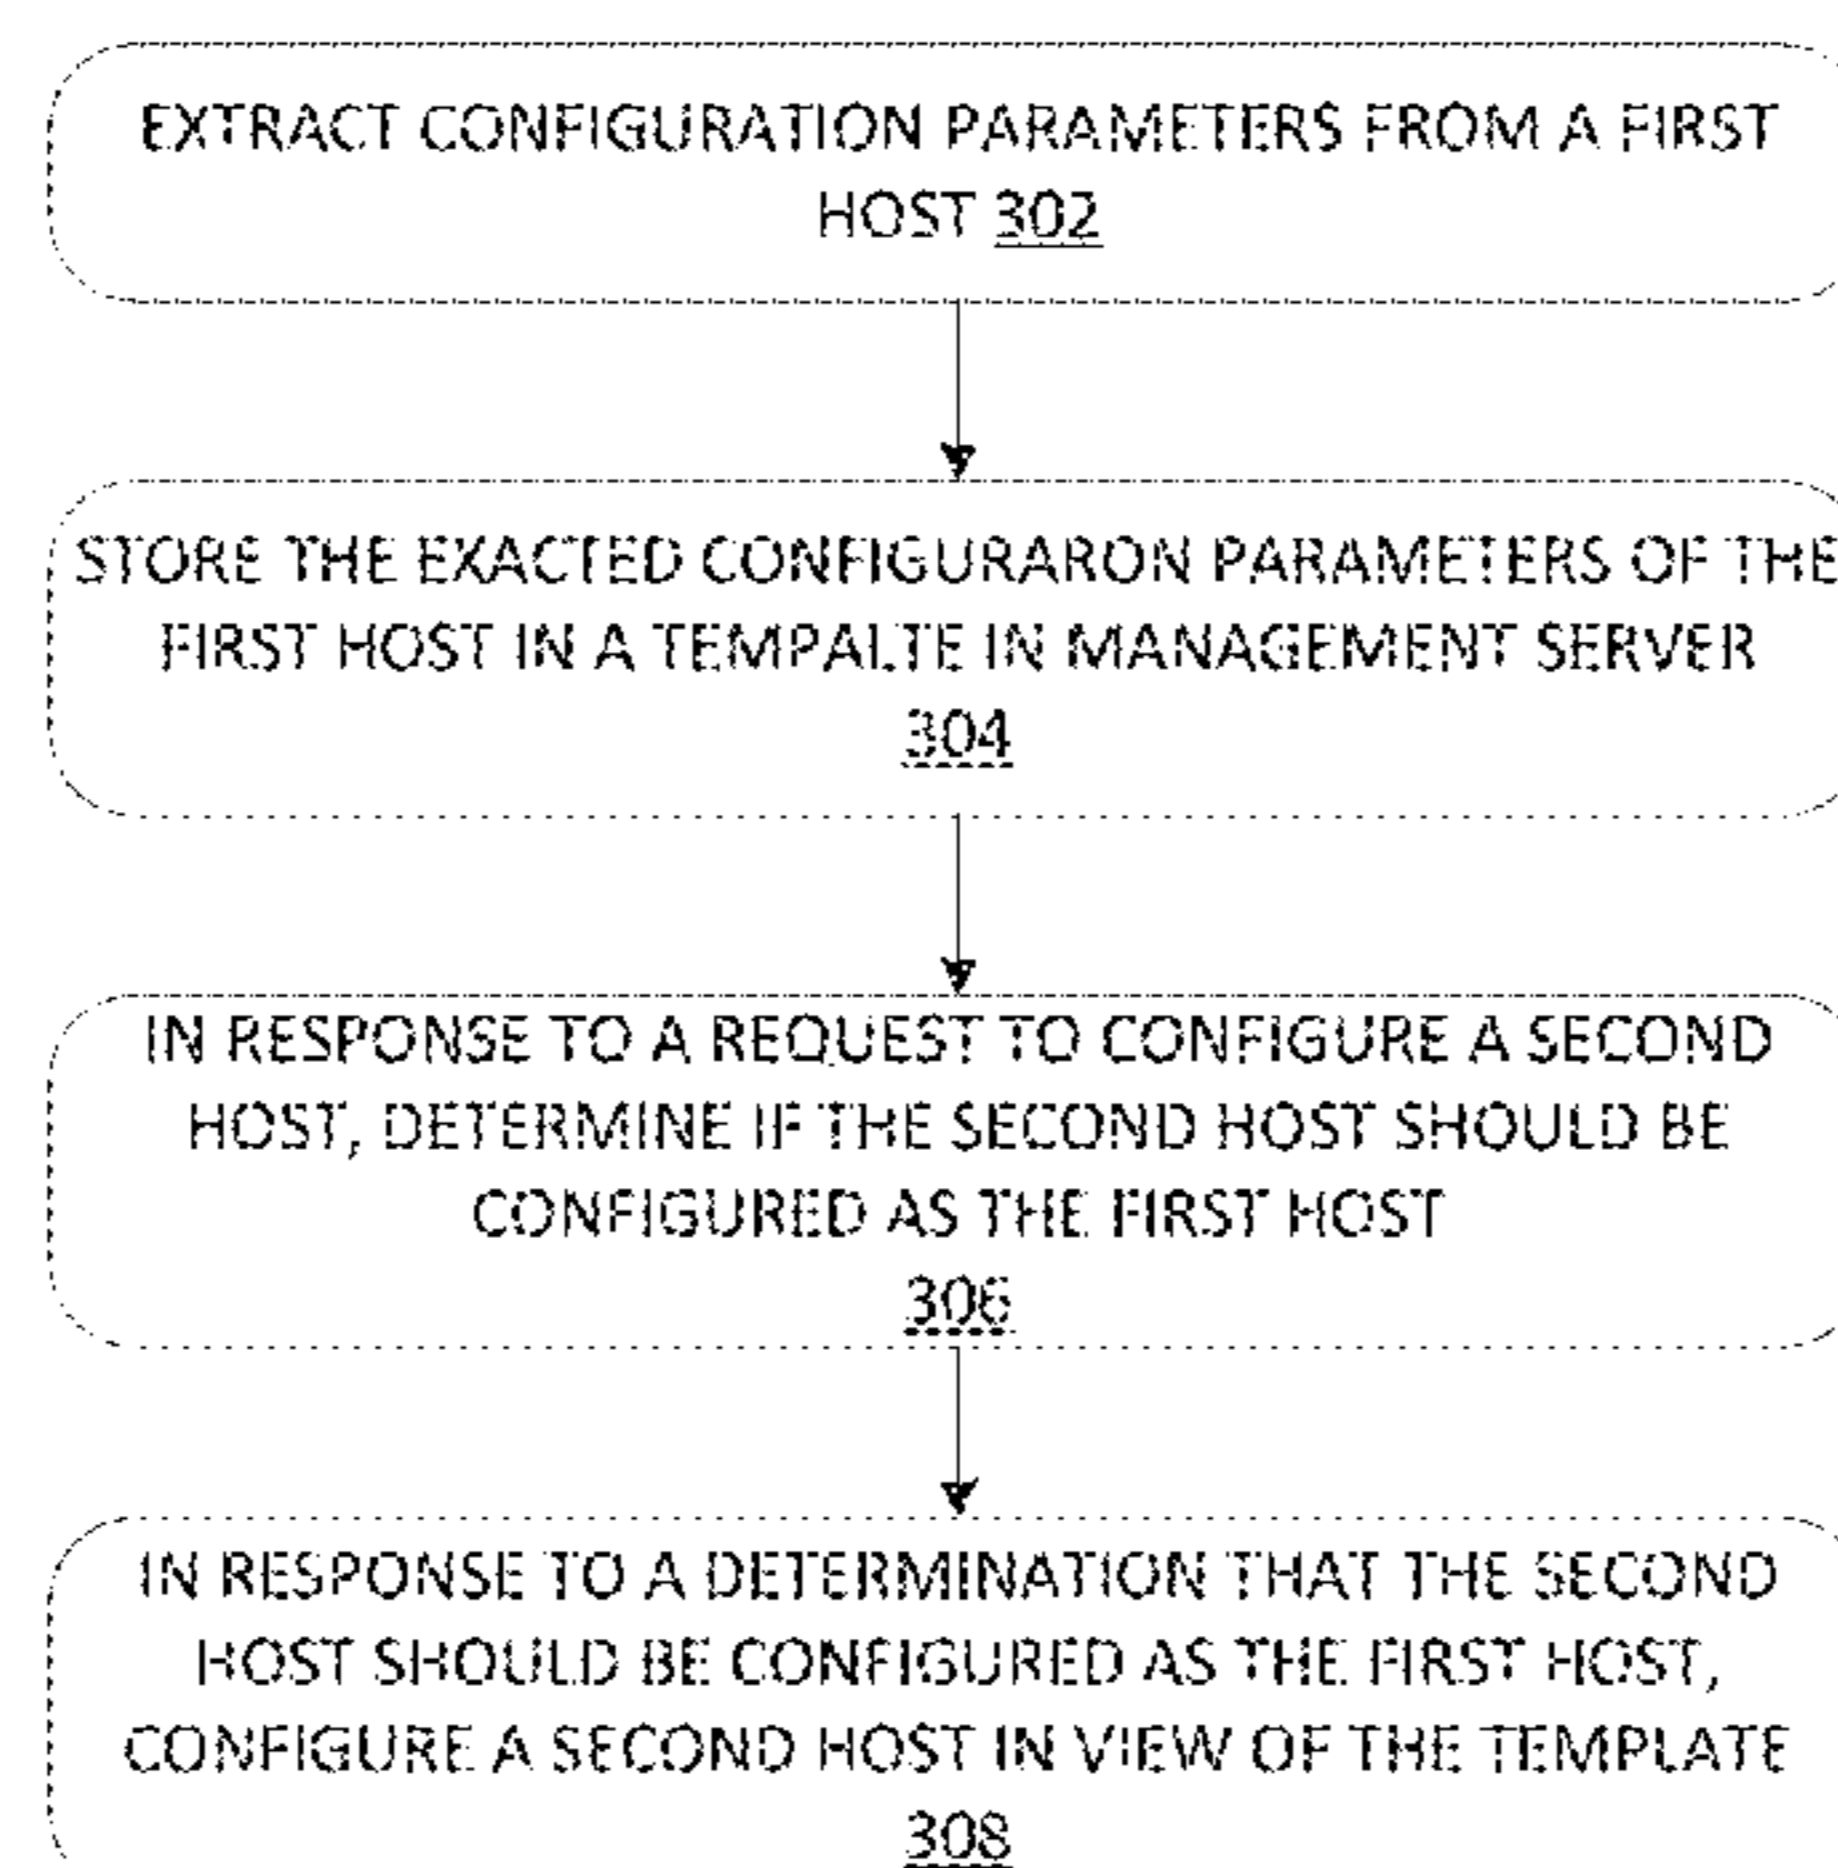 EXTRACT CONFIGURATION PARAMETERS FROM A FIRST
HOST 302
STORE THE EXACTED CONFIGURARON PARAMETERS OF THE
FIRST HOST IN A TEMPALTE IN MANAGEMENT SERVER
304
IN RESPONSE TO A REQUEST TO CONFIGURE A SECOND
HOST, DETERMINE IF THE SECOND HOST SHOULD BE
CONFIGURED AS THE FIRST HOST
306
IN RESPONSE TO A DETERMINATION THAT THE SECOND
HOST SHOULD BE CONFIGURED AS THE FIRST HOST,
CONFIGURE A SECOND HOST IN VIEW OF THE TEMPLATE
308